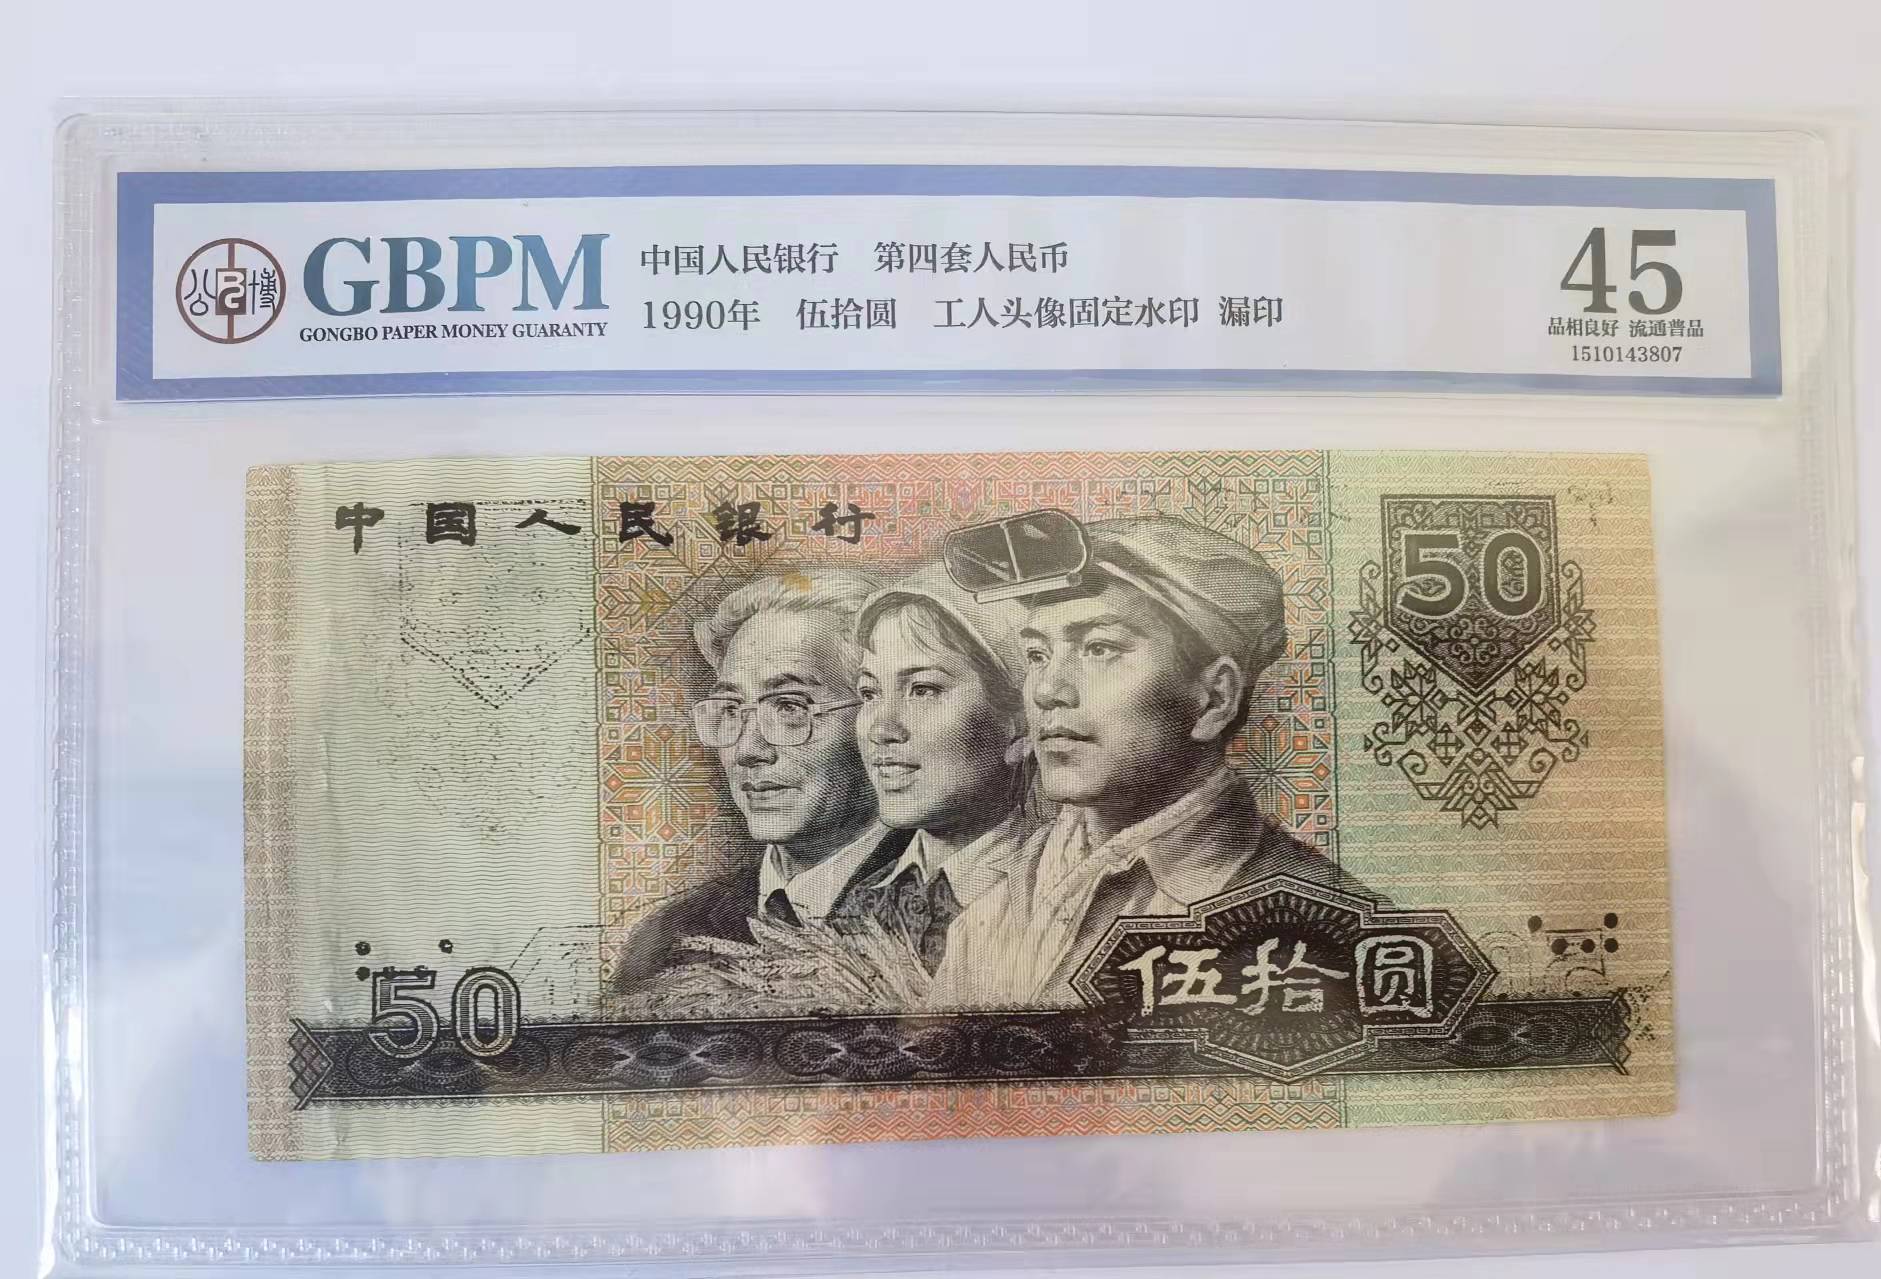 公博
GBPM
GONGBO PAPER MONEY GUARANTY
中国人民银行 第四套人民币
1990年 伍拾圆 工人头像固定水印 漏印
45
品相良好 流通普品
1510143807
中国人民银行
50
50
伍拾圆